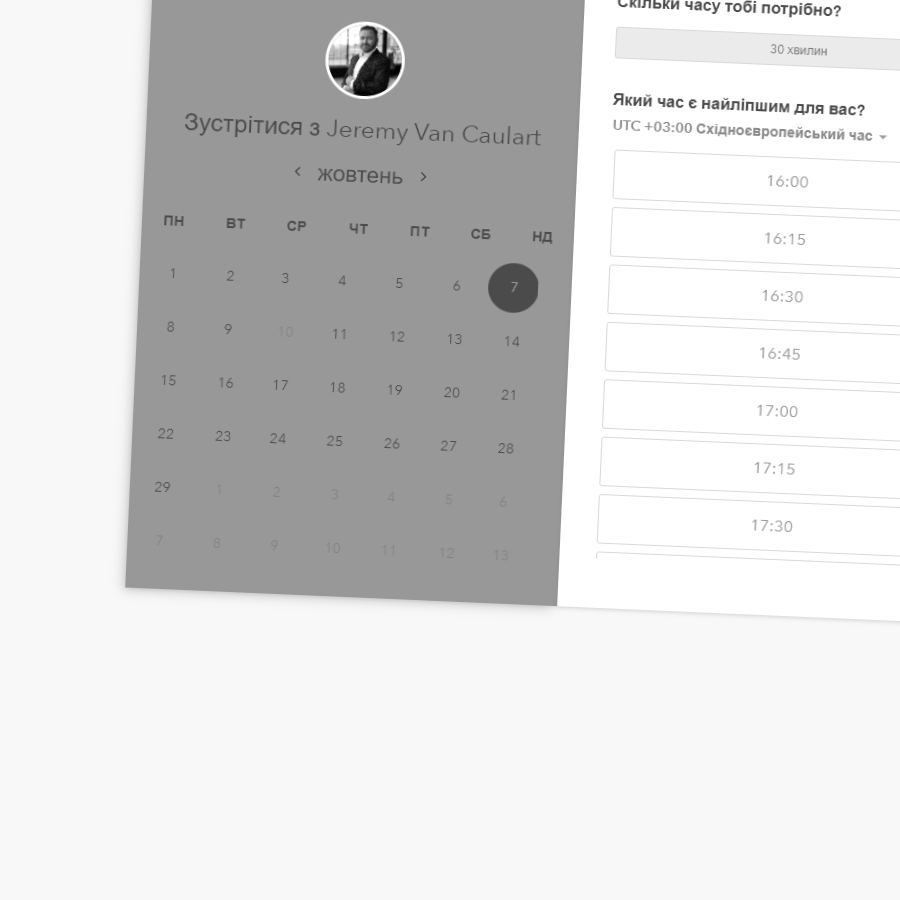 Зустрітися з Jeremy Van Caulart
‹ жовтень ›
ПН ВТ СР ЧТ ПТ СБ НД
1 2 3 4 5 6 7
8 9 10 11 12 13 14
15 16 17 18 19 20 21
22 23 24 25 26 27 28
29 1 2 3 4 5 6
7 8 9 10 11 12 13
Скільки часу тобі потрібно?
30 хвилин
Який час є найліпшим для вас?
UTC +03:00 Східноєвропейський час
16:00
16:15
16:30
16:45
17:00
17:15
17:30